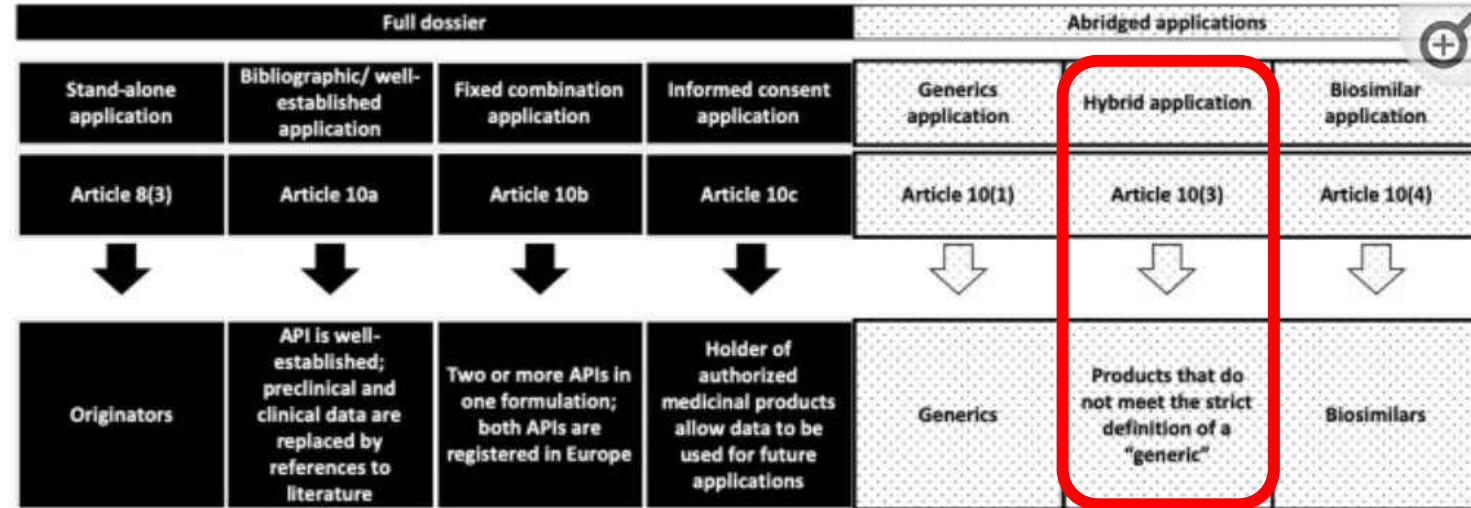 Full dossier
Abridged applications
Stand-alone
application
Bibliographic/ well-
established
application
Fixed combination
application
Informed consent
application
Generics
application
Hybrid application
Biosimilar
application
Article 8(3)
Article 10a
Article 10b
Article 10c
Article 10(1)
Article 10(3)
Article 10(4)
Originators
API is well-
established;
preclinical and
clinical data are
replaced by
references to
literature
Two or more APIs in
one formulation;
both APIs are
registered in Europe
Holder of
authorized
medicinal products
allow data to be
used for future
applications
Generics
Products that do
not meet the strict
definition of a
"generic"
Biosimilars